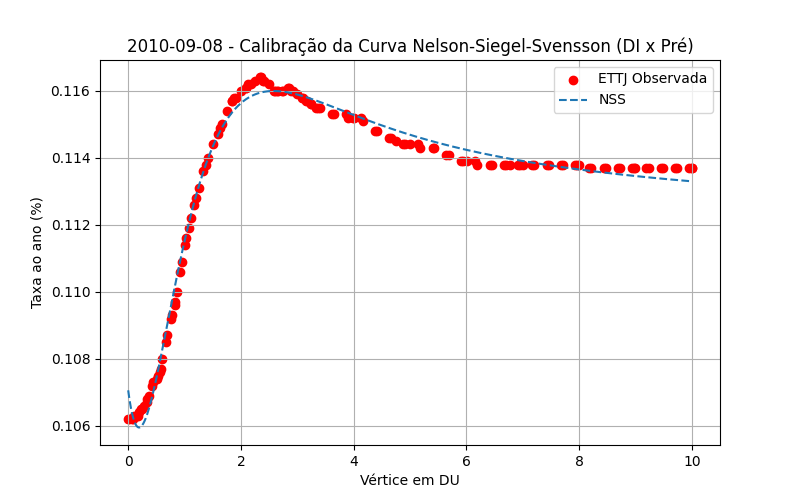 2010-09-08 - Calibração da Curva Nelson-Siegel-Svensson (DI x Pré)
ETTJ Observada
NSS
Taxa ao ano (%)
0.116
0.114
0.112
0.110
0.108
0.106
0
2
4
6
8
10
Vértice em DU